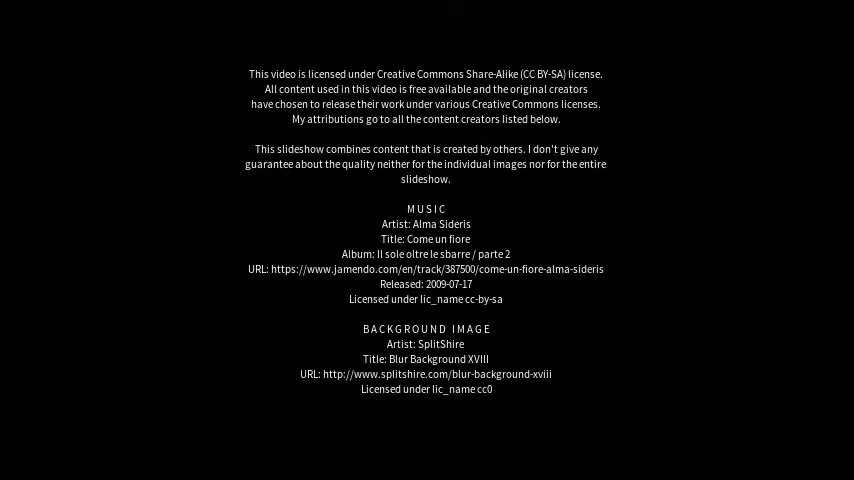 This video is licensed under Creative Commons Share-Alike (CC BY-SA) license.
All content used in this video is free available and the original creators
have chosen to release their work under various Creative Commons licenses.
My attributions go to all the content creators listed below.
This slideshow combines content that is created by others. I don't give any
guarantee about the quality neither for the individual images nor for the entire
slideshow.
MUSIC
Artist: Alma Sideris
Title: Come un fiore
Album: Il sole oltre le sbarre / parte 2
URL: https://www.jamendo.com/en/track/387500/come-un-fiore-alma-sideris
Released: 2009-07-17
Licensed under lic_name cc-by-sa
BACKGROUND IMAGE
Artist: SplitShire
Title: Blur Background XVIII
URL: http://www.splitshire.com/blur-background-xviii
Licensed under lic_name cc0